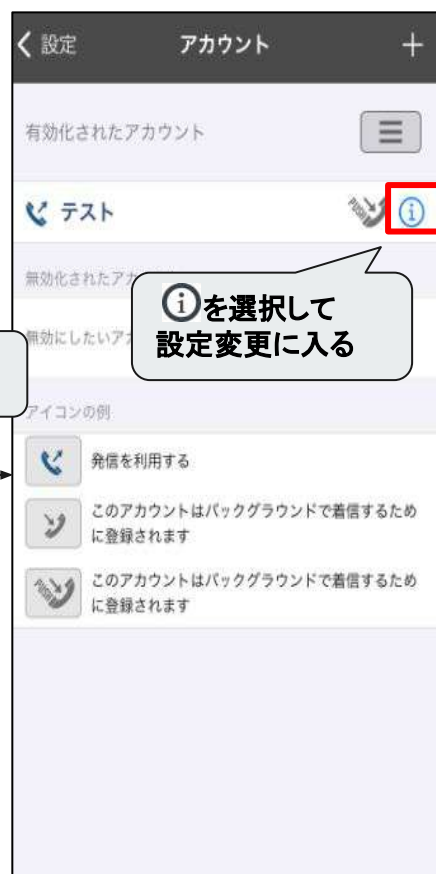 設定
アカウント
有効化されたアカウント
テスト
無効化されたアカ
ⓘを選択して
設定変更に入る
無効にしたいア
アイコンの例
発信を利用する
このアカウントはバックグラウンドで着信するため
に登録されます
PUSH
このアカウントはバックグラウンドで着信するため
に登録されます